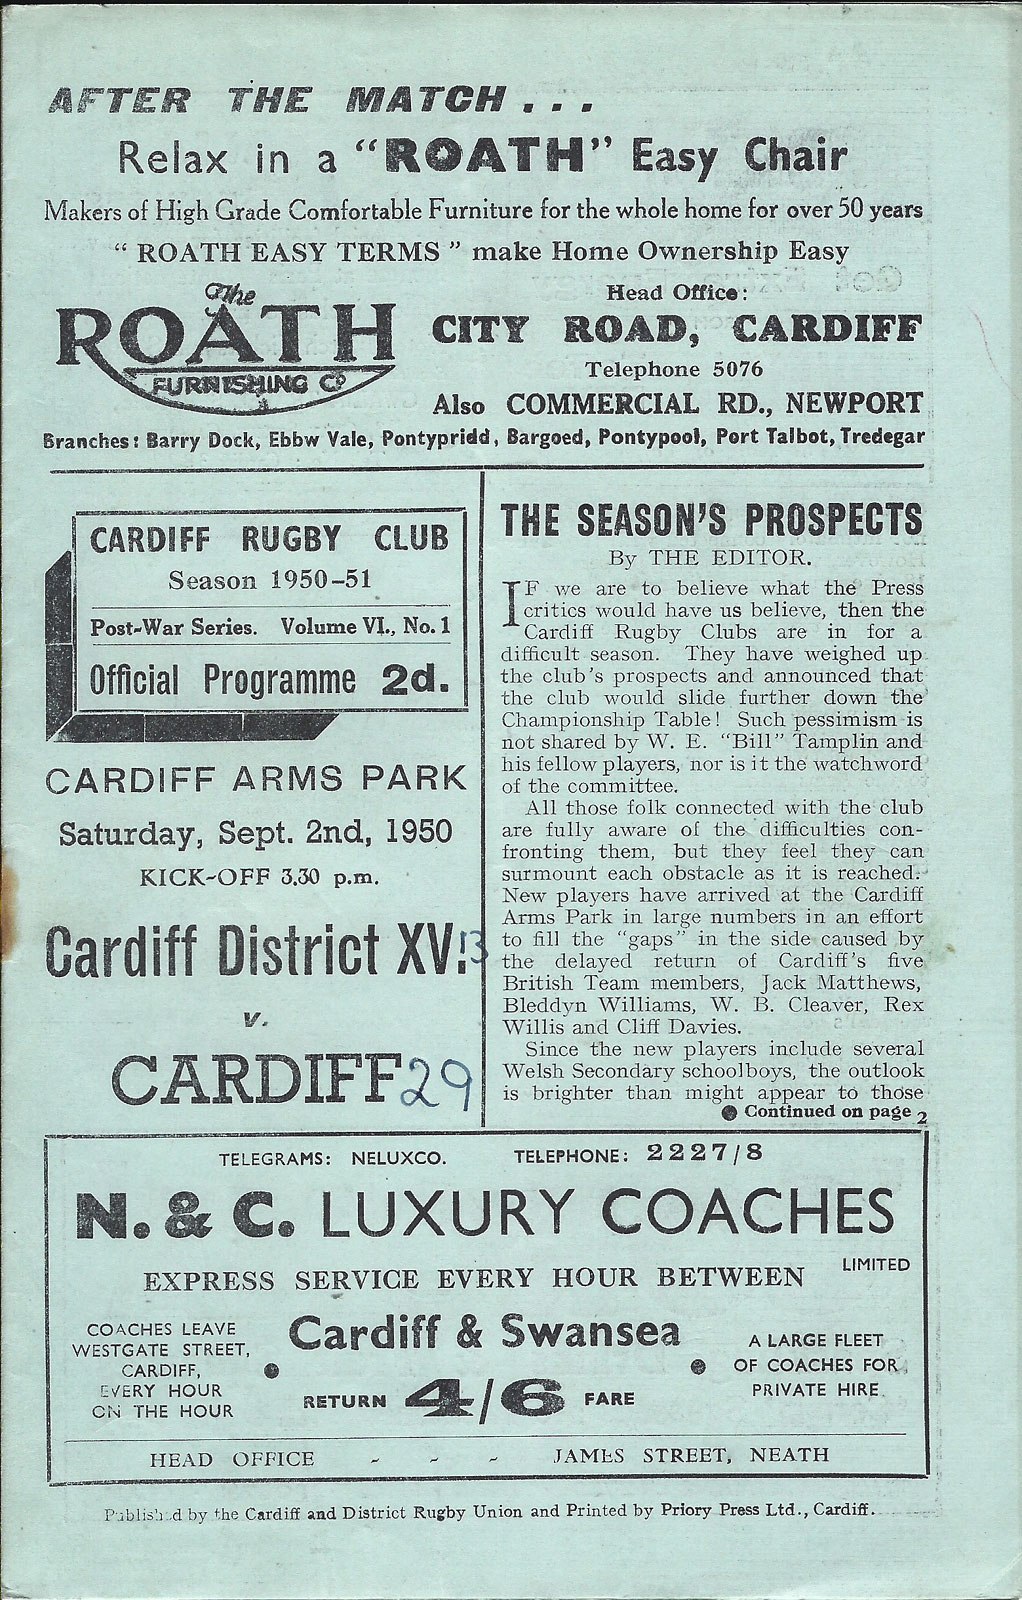 AFTER THE MATCH . . .
Relax in a "ROATH" Easy Chair
Makers of High Grade Comfortable Furniture for the whole home for over 50 years
" ROATH EASY TERMS " make Home Ownership Easy
The
ROATH
FURNISHING CO
Head Office:
CITY ROAD, CARDIFF
Telephone 5076
Also COMMERCIAL RD., NEWPORT
Branches: Barry Dock, Ebbw Vale, Pontypridd, Bargoed, Pontypool, Port Talbot, Tredegar
CARDIFF RUGBY CLUB
Season 1950-51
Post-War Series. Volume VI., No. 1
Official Programme 2d.
CARDIFF ARMS PARK
Saturday, Sept. 2nd, 1950
KICK-OFF 3.30 p.m.
Cardiff District XV. 13
v.
CARDIFF 29
THE SEASON'S PROSPECTS
By THE EDITOR.
IF we are to believe what the Press
critics would have us believe, then the
Cardiff Rugby Clubs are in for a
difficult season. They have weighed up
the club's prospects and announced that
the club would slide further down the
Championship Table! Such pessimism is
not shared by W. E. "Bill" Tamplin and
his fellow players, nor is it the watchword
of the committee.
All those folk connected with the club
are fully aware of the difficulties con-
fronting them, but they feel they can
surmount each obstacle as it is reached.
New players have arrived at the Cardiff
Arms Park in large numbers in an effort
to fill the "gaps" in the side caused by
the delayed return of Cardiff's five
British Team members, Jack Matthews,
Bleddyn Williams, W. B. Cleaver, Rex
Willis and Cliff Davies.
Since the new players include several
Welsh Secondary schoolboys, the outlook
is brighter than might appear to those
● Continued on page 2
TELEGRAMS: NELUXCO. TELEPHONE: 2227/8
N. & C. LUXURY COACHES
LIMITED
EXPRESS SERVICE EVERY HOUR BETWEEN
Cardiff & Swansea
COACHES LEAVE
WESTGATE STREET,
CARDIFF,
EVERY HOUR
ON THE HOUR
● RETURN 4/6 FARE ●
A LARGE FLEET
OF COACHES FOR
PRIVATE HIRE
HEAD OFFICE - - - JAMES STREET, NEATH
Published by the Cardiff and District Rugby Union and Printed by Priory Press Ltd., Cardiff.